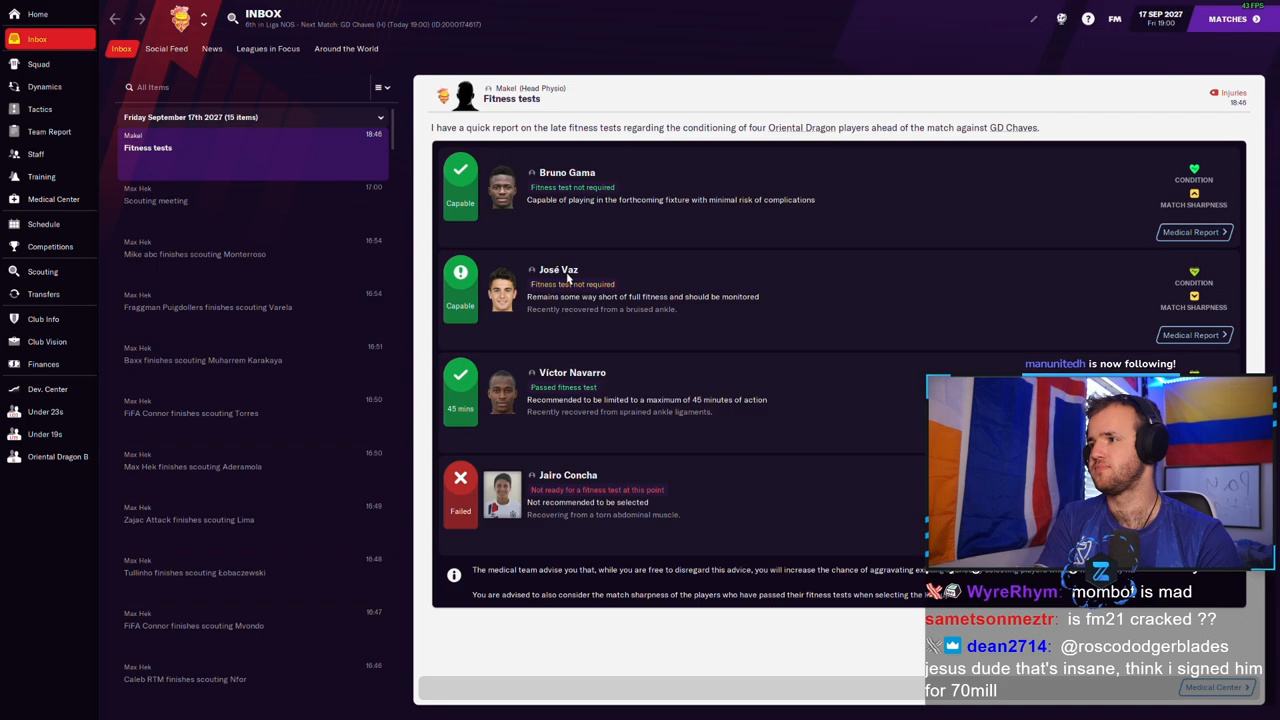 43 FPS
Home
INBOX
6th in Liga NOS - Next Match: GD Chaves (H) (Today 19:00) (ID:2000174617)
FM
17 SEP 2027
Fri 19:00
MATCHES
Inbox
Squad
Dynamics
Tactics
Team Report
Staff
Training
Medical Center
Schedule
Competitions
Scouting
Transfers
Club Info
Club Vision
Finances
Dev. Center
Under 23s
Under 19s
Oriental Dragon B
Inbox
Social Feed
News
Leagues in Focus
Around the World
All Items
Friday September 17th 2027 (15 items)
Makel
18:46
Fitness tests
Max Hek
17:00
Scouting meeting
Max Hek
16:54
Mike abc finishes scouting Monterroso
Max Hek
16:54
Fraggman Puigdollers finishes scouting Varela
Max Hek
16:51
Baxx finishes scouting Muharrem Karakaya
Max Hek
16:50
FiFA Connor finishes scouting Torres
Max Hek
16:50
Max Hek finishes scouting Aderamola
Max Hek
16:49
Zajac Attack finishes scouting Lima
Max Hek
16:48
Tullinho finishes scouting Łobaczewski
Max Hek
16:47
FiFA Connor finishes scouting Mvondo
Max Hek
16:46
Caleb RTM finishes scouting Nfor
Makel (Head Physio)
Fitness tests
Injuries
18:46
I have a quick report on the late fitness tests regarding the conditioning of four Oriental Dragon players ahead of the match against GD Chaves.
Capable
Bruno Gama
Fitness test not required
Capable of playing in the forthcoming fixture with minimal risk of complications
CONDITION
MATCH SHARPNESS
Medical Report
Capable
José Vaz
Fitness test not required
Remains some way short of full fitness and should be monitored
Recently recovered from a bruised ankle.
CONDITION
MATCH SHARPNESS
Medical Report
45 mins
Víctor Navarro
Passed fitness test
Recommended to be limited to a maximum of 45 minutes of action
Recently recovered from sprained ankle ligaments.
Failed
Jairo Concha
Not ready for a fitness test at this point
Not recommended to be selected
Recovering from a torn abdominal muscle.
The medical team advise you that, while you are free to disregard this advice, you will increase the chance of aggravating
You are advised to also consider the match sharpness of the players who have passed their fitness tests when selecting the
Medical Center
manunitedh is now following!
WyreRhym: mombot is mad
sametsonmeztr: is fm21 cracked ??
dean2714: @roscododgerblades
jesus dude that's insane, think i signed him
for 70mill